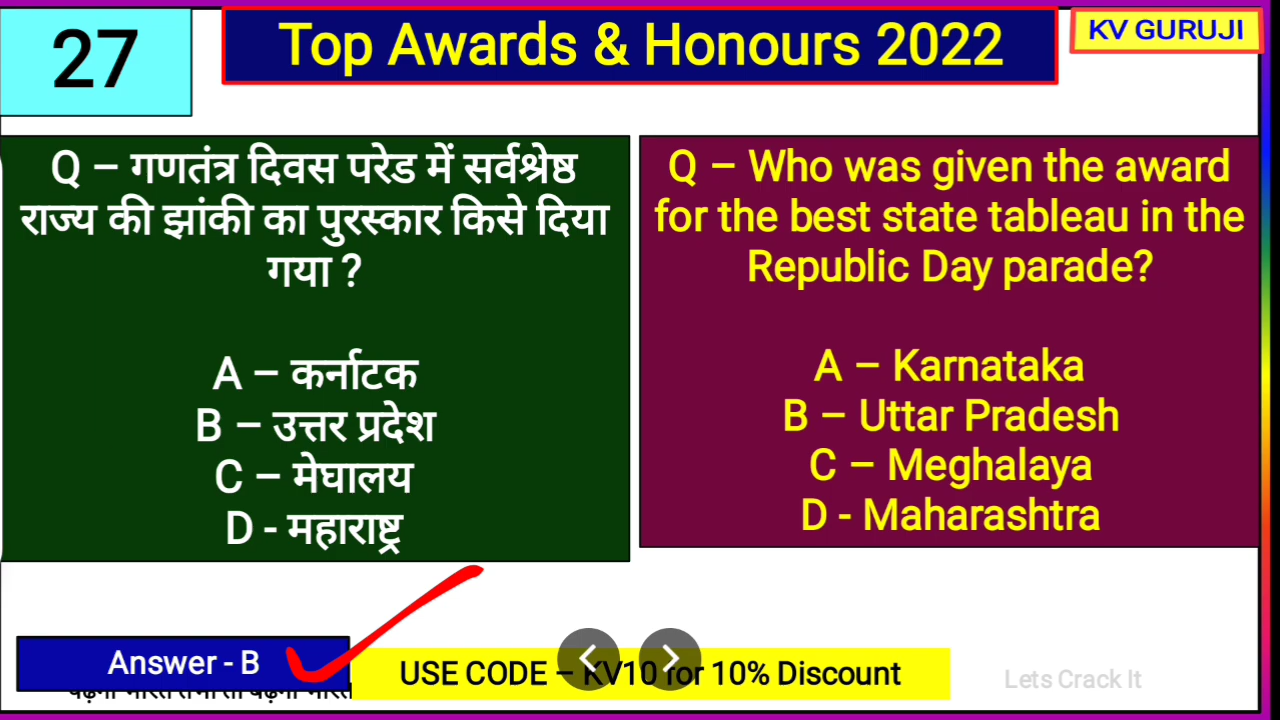 27
Top Awards & Honours 2022
KV GURUJI
Q – गणतंत्र दिवस परेड में सर्वश्रेष्ठ
राज्य की झांकी का पुरस्कार किसे दिया
गया ?
A – कर्नाटक
B – उत्तर प्रदेश
C – मेघालय
D - महाराष्ट्र
Q – Who was given the award
for the best state tableau in the
Republic Day parade?
A – Karnataka
B – Uttar Pradesh
C – Meghalaya
D - Maharashtra
Answer - B
USE CODE – KV10 for 10% Discount
Lets Crack It